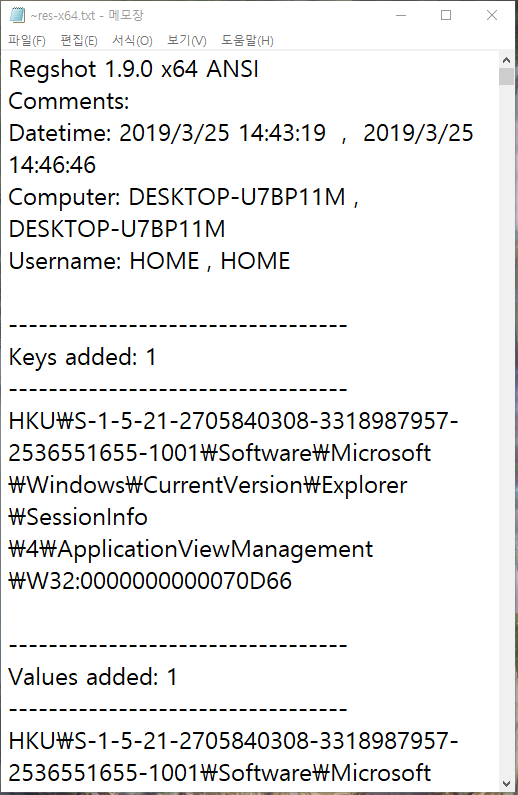 ~res-x64.txt - 메모장
파일(F) 편집(E) 서식(O) 보기(V) 도움말(H)
Regshot 1.9.0 x64 ANSI
Comments:
Datetime: 2019/3/25 14:43:19 , 2019/3/25
14:46:46
Computer: DESKTOP-U7BP11M ,
DESKTOP-U7BP11M
Username: HOME , HOME
----------------------------------
Keys added: 1
----------------------------------
HKU₩S-1-5-21-2705840308-3318987957-
2536551655-1001₩Software₩Microsoft
₩Windows₩CurrentVersion₩Explorer
₩SessionInfo
₩4₩ApplicationViewManagement
₩W32:0000000000070D66
----------------------------------
Values added: 1
----------------------------------
HKU₩S-1-5-21-2705840308-3318987957-
2536551655-1001₩Software₩Microsoft